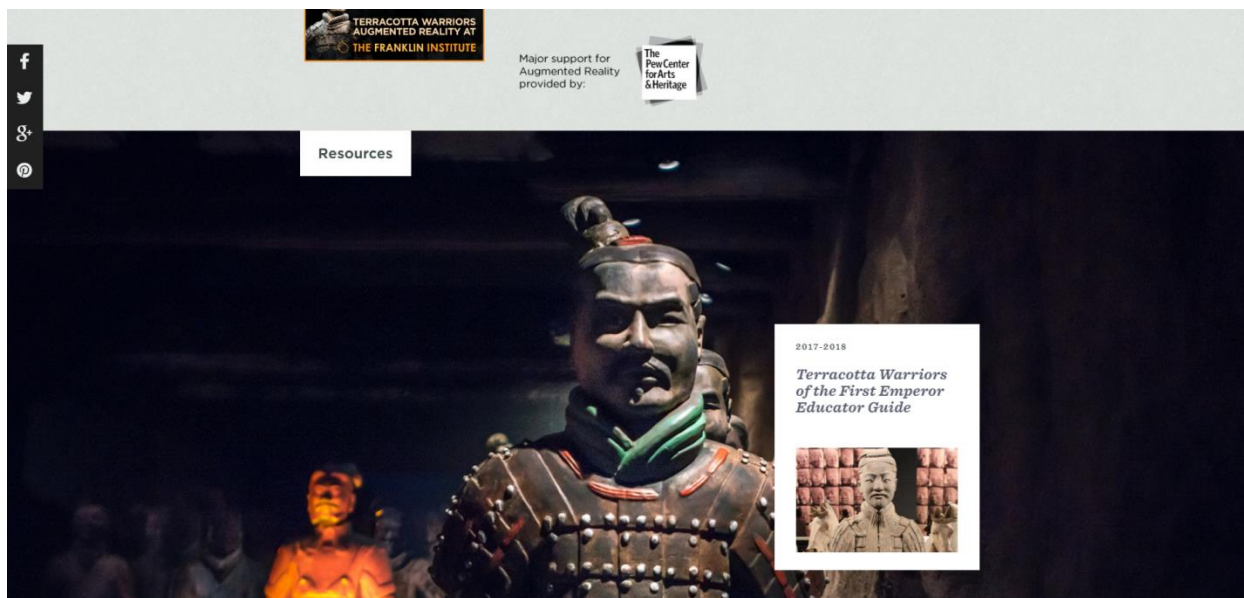 TERRACOTTA WARRIORS
AUGMENTED REALITY AT
THE FRANKLIN INSTITUTE
Major support for
Augmented Reality
provided by:
The
Pew Center
for Arts
& Heritage
f
g+
Resources
2017-2018
Terracotta Warriors
of the First Emperor
Educator Guide